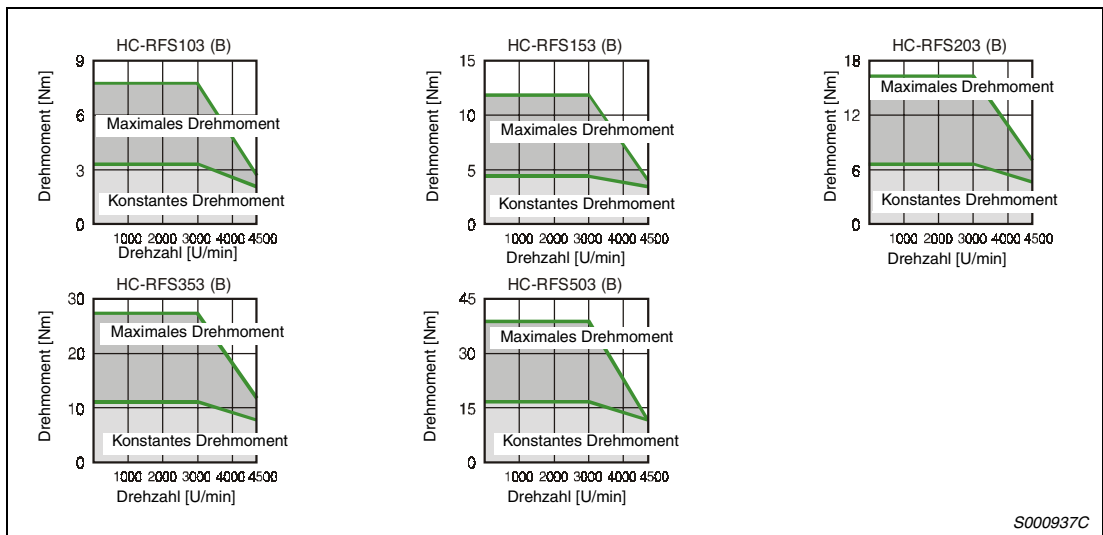 HC-RFS103 (B)
Drehmoment [Nm]
9
6
3
0
Maximales Drehmoment
Konstantes Drehmoment
1000 2000 3000 4000 4500
Drehzahl [U/min]
HC-RFS153 (B)
Drehmoment [Nm]
15
10
5
0
Maximales Drehmoment
Konstantes Drehmoment
1000 2000 3000 4000 4500
Drehzahl [U/min]
HC-RFS203 (B)
Drehmoment [Nm]
18
12
6
0
Maximales Drehmoment
Konstantes Drehmoment
1000 2000 3000 4000 4500
Drehzahl [U/min]
HC-RFS353 (B)
Drehmoment [Nm]
30
20
10
0
Maximales Drehmoment
Konstantes Drehmoment
1000 2000 3000 4000 4500
Drehzahl [U/min]
HC-RFS503 (B)
Drehmoment [Nm]
45
30
15
0
Maximales Drehmoment
Konstantes Drehmoment
1000 2000 3000 4000 4500
Drehzahl [U/min]
S000937C